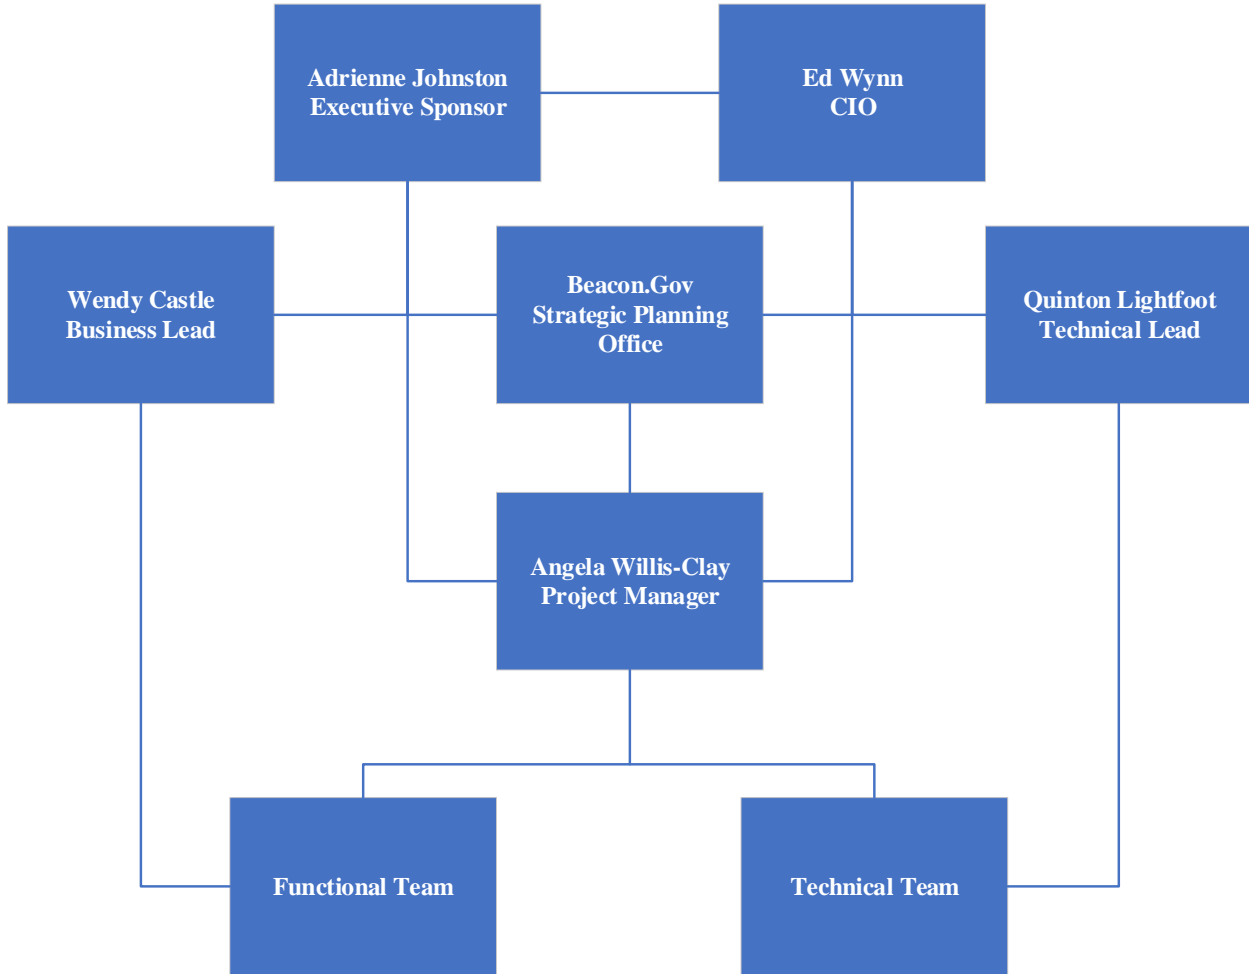 Adrienne Johnston
Executive Sponsor
Ed Wynn
CIO
Wendy Castle
Business Lead
Beacon.Gov
Strategic Planning
Office
Quinton Lightfoot
Technical Lead
Angela Willis-Clay
Project Manager
Functional Team
Technical Team